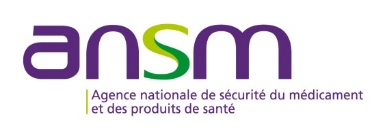 ansm
Agence nationale de sécurité du médicament
et des produits de santé